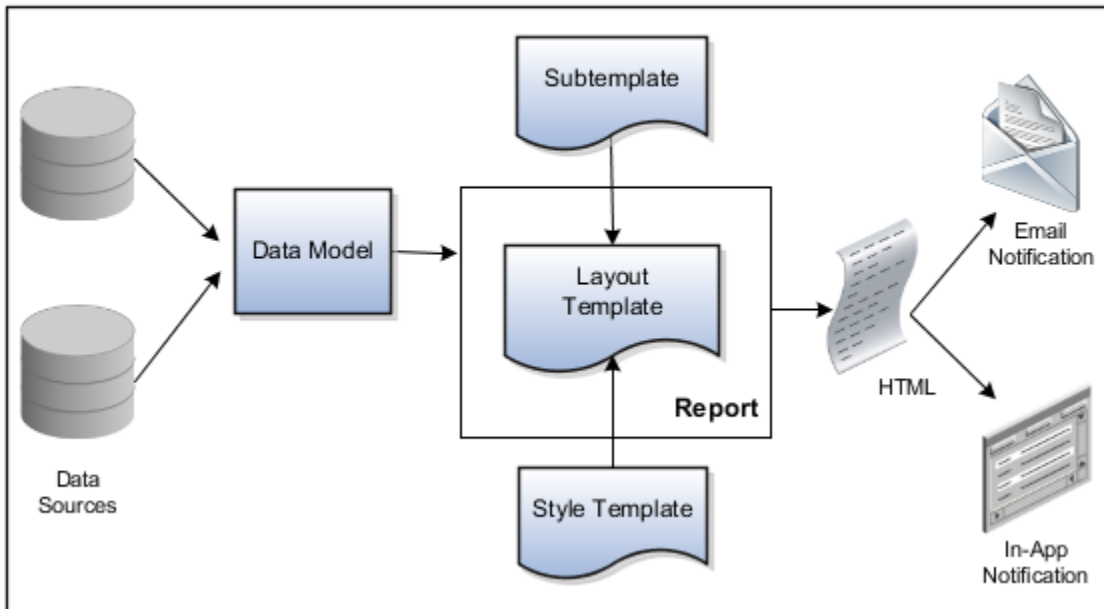 Subtemplate
Data Model
Layout
Template
Report
Style Template
Data
Sources
HTML
Email
Notification
In-App
Notification